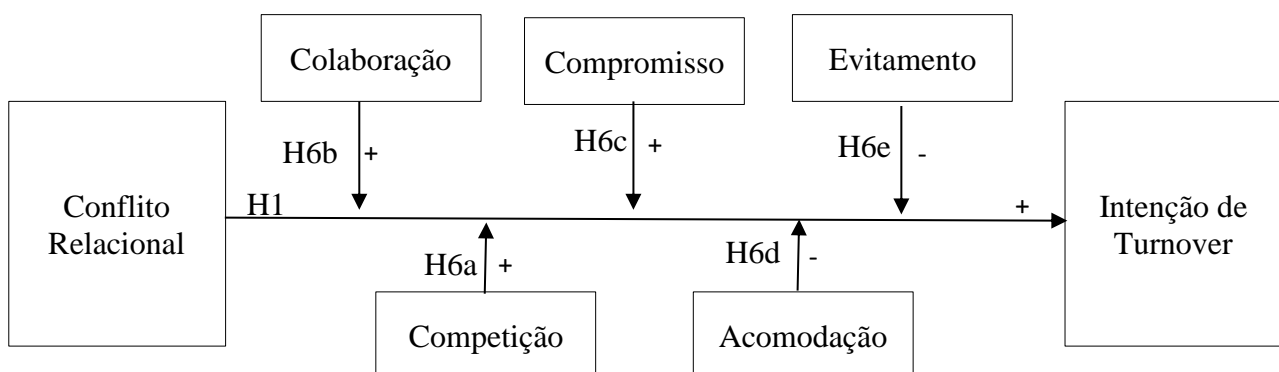 Colaboração
Compromisso
Evitamento
H6b +
H6c +
H6e -
Conflito
Relacional
H1
+
Intenção de
Turnover
H6a +
H6d -
Competição
Acomodação